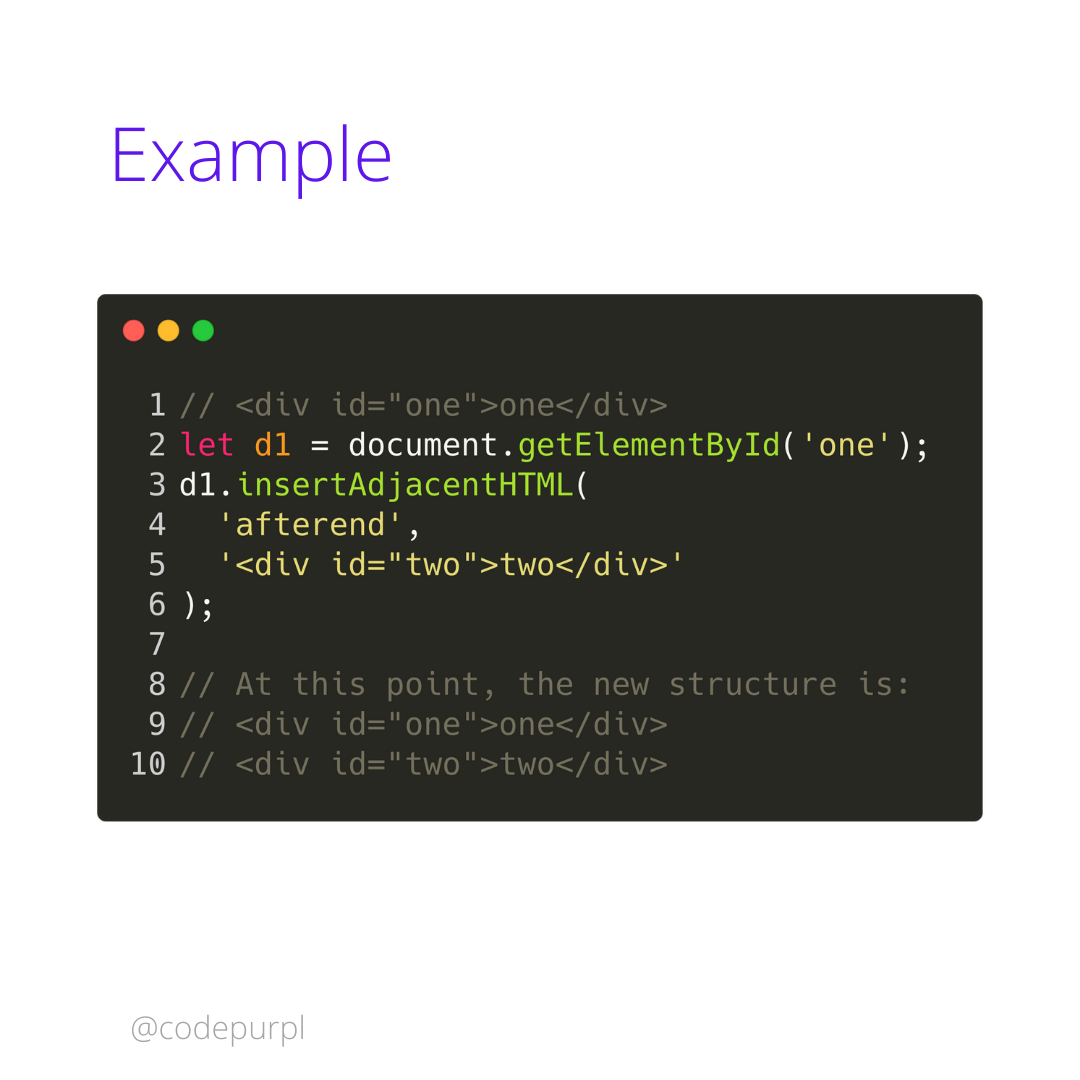 Example
1 // <div id="one">one</div>
2 let d1 = document.getElementById('one');
3 d1.insertAdjacentHTML(
4   'afterend',
5   '<div id="two">two</div>'
6 );
7
8 // At this point, the new structure is:
9 // <div id="one">one</div>
10 // <div id="two">two</div>
@codepurpl